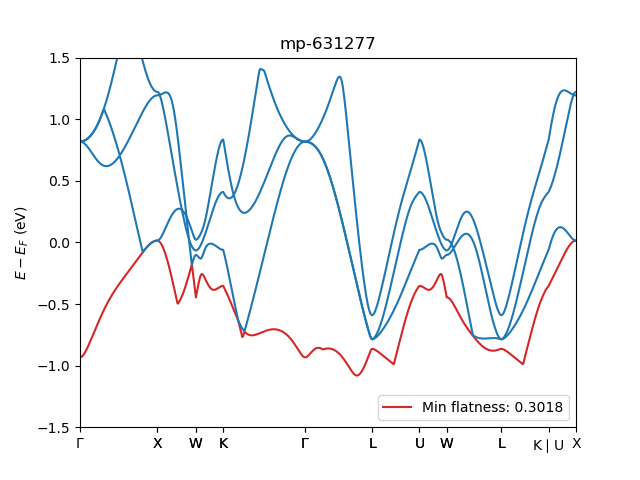 mp-631277
E − E_F (eV)
1.5
1.0
0.5
0.0
−0.5
−1.0
−1.5
Min flatness: 0.3018
Γ X W K Γ L U W L K | U X